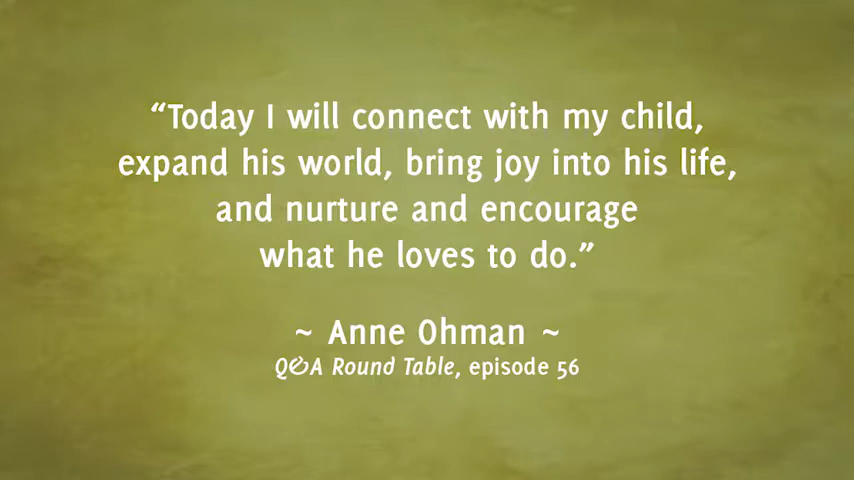 “Today I will connect with my child,
expand his world, bring joy into his life,
and nurture and encourage
what he loves to do.”
~ Anne Ohman ~
Q&A Round Table, episode 56